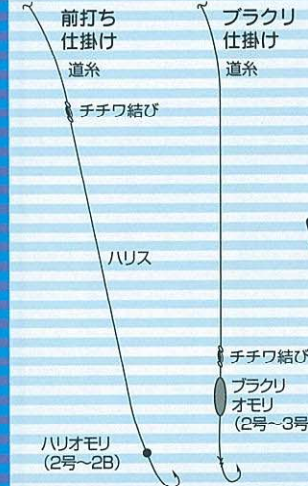 前打ち
仕掛け
道糸
チチワ結び
ハリス
ハリオモリ
(2号〜2B)
ブラクリ
仕掛け
道糸
チチワ結び
ブラクリ
オモリ
(2号〜3号